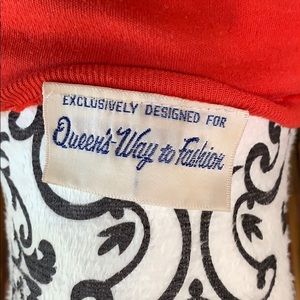 EXCLUSIVELY DESIGNED FOR
Queen's-Way to Fashion